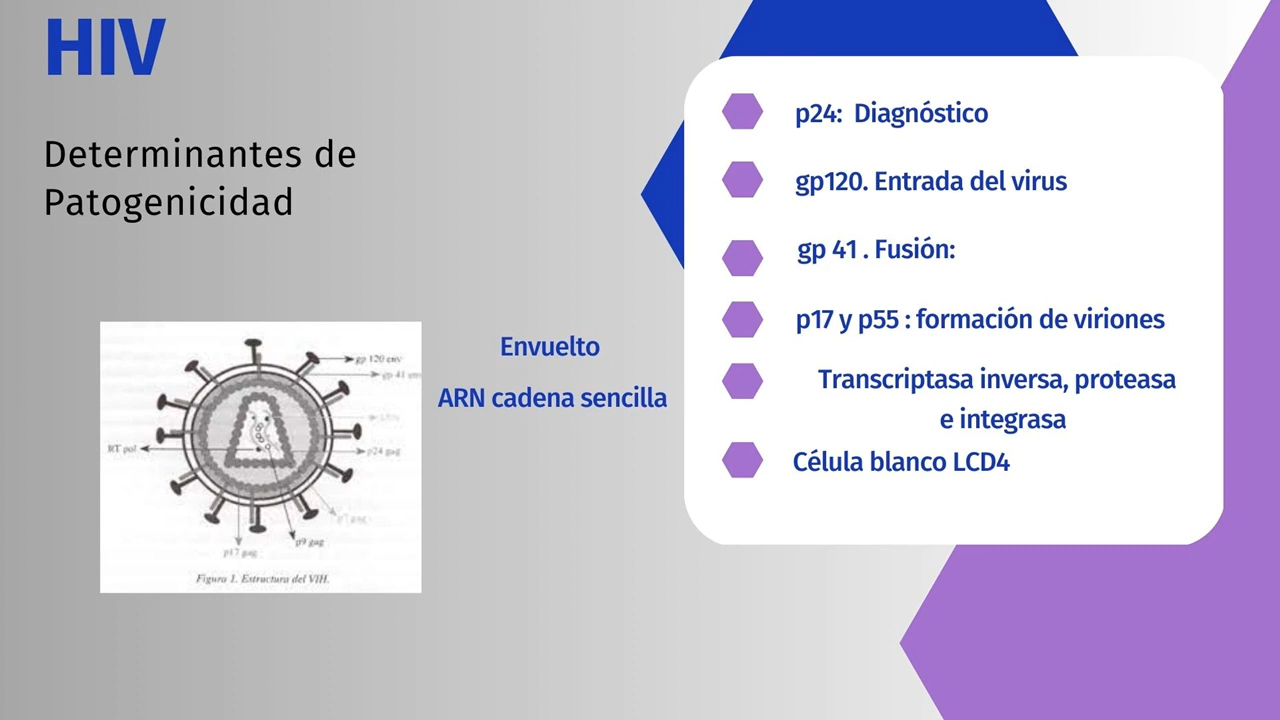 HIV
Determinantes de
Patogenicidad
gp 120 env
gp 41
RT pol
p24 gag
p9 gag
p17 gag
Figura 1. Estructura del VIH.
Envuelto
ARN cadena sencilla
p24: Diagnóstico
gp120. Entrada del virus
gp 41 . Fusión:
p17 y p55 : formación de viriones
Transcriptasa inversa, proteasa
e integrasa
Célula blanco LCD4